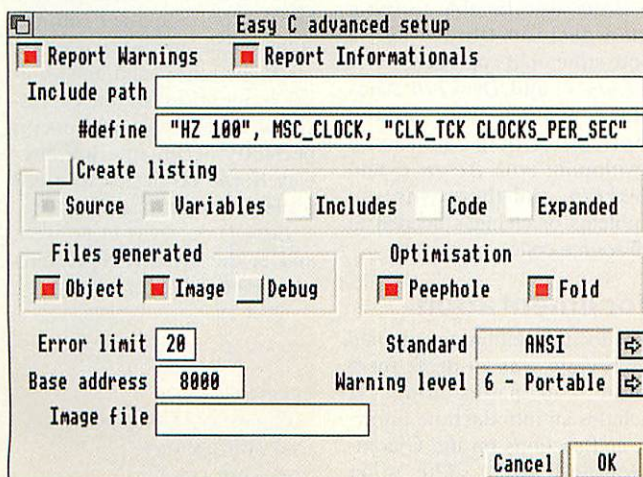 Easy C advanced setup
Report Warnings Report Informationals
Include path
#define "HZ 100", MSC_CLOCK, "CLK_TCK CLOCKS_PER_SEC"
Create listing
Source Variables Includes Code Expanded
Files generated
Object Image Debug
Optimisation
Peephole Fold
Error limit 20
Standard ANSI
Base address 8000
Warning level 6 - Portable
Image file
Cancel OK